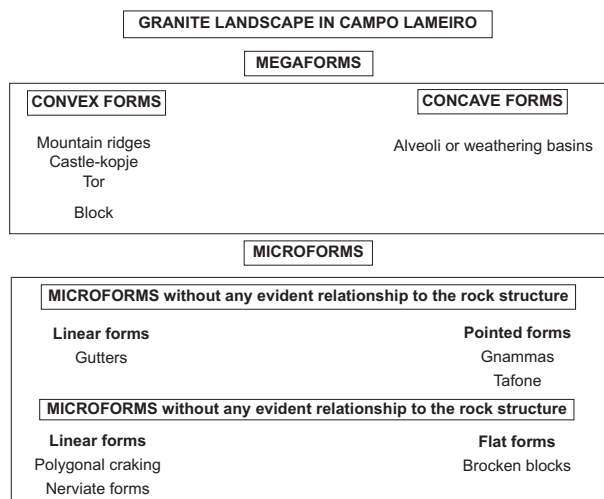 GRANITE LANDSCAPE IN CAMPO LAMEIRO
MEGAFORMS
CONVEX FORMS
Mountain ridges
Castle-kopje
Tor
Block
CONCAVE FORMS
Alveoli or weathering basins
MICROFORMS
MICROFORMS without any evident relationship to the rock structure
Linear forms
Gutters
Pointed forms
Gnammas
Tafone
MICROFORMS without any evident relationship to the rock structure
Linear forms
Polygonal craking
Nerviate forms
Flat forms
Brocken blocks